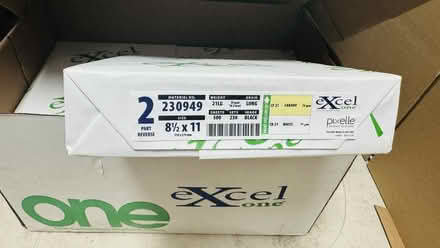 2
PART
REVERSE
MATERIAL NO.
230949
SIZE
8½ x 11
WEIGHT
21LB
GRAIN
LONG
SHEETS
500
SETS
250
IMAGE
BLACK
CANARY
WHITE
excel
one
pixelle
one
excel
one